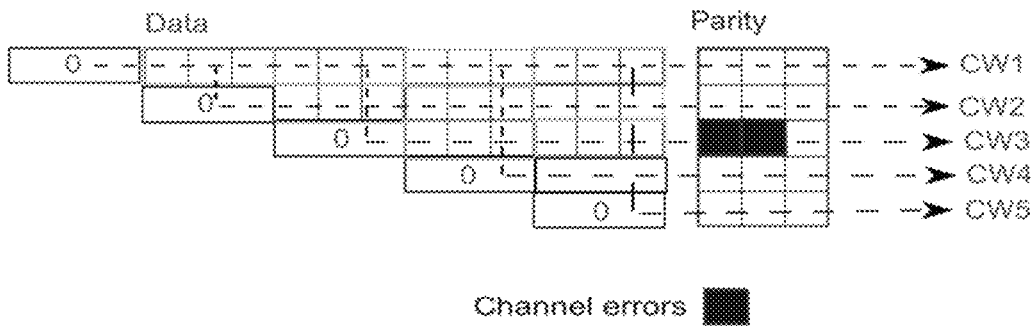 Data Parity
0 CW1
0 CW2
0 CW3
0 CW4
0 CW5
Channel errors